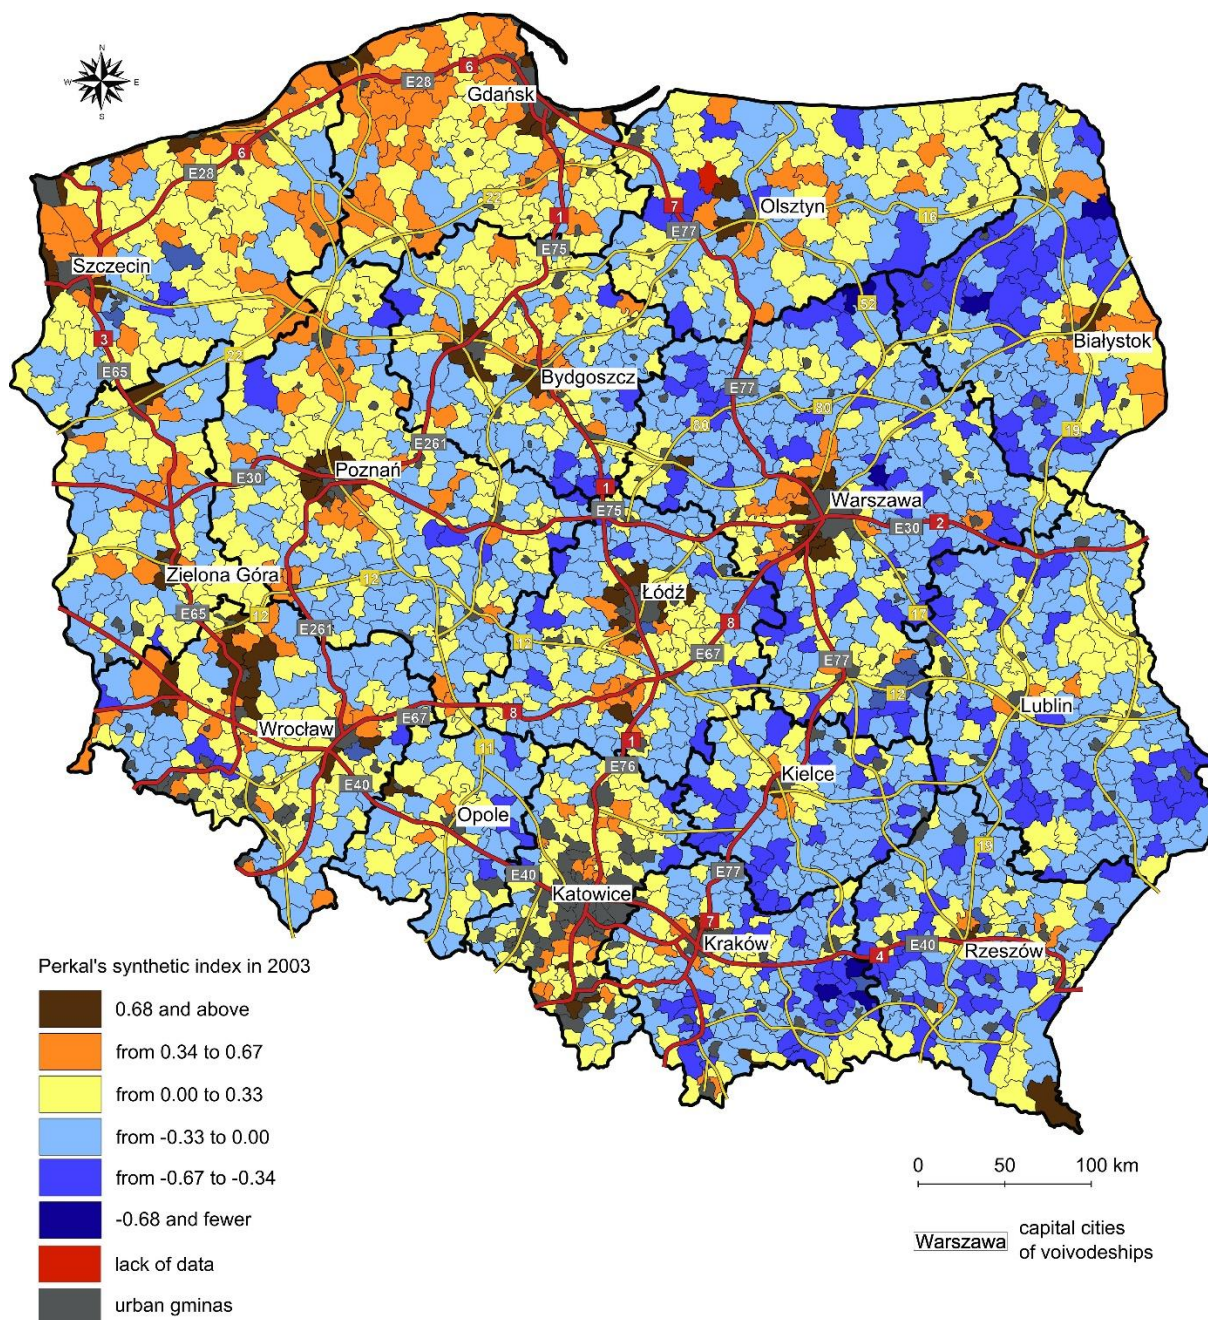 N
W E
S
6
E28
Gdańsk
6
E28
22
1
7
Olsztyn
16
E77
E75
Szczecin
52
3
22
Białystok
E65
Bydgoszcz
E77
19
E261
Poznań
E30
1
Warszawa
E75
E30
2
Zielona Góra
12
Łódź
E65
12
E261
17
8
E67
E77
12
Lublin
Wrocław
E67
8
11
1
E76
Kielce
E40
Opole
19
E40
E77
Katowice
7
Kraków
4
E40
Rzeszów
Perkal's synthetic index in 2003
0.68 and above
from 0.34 to 0.67
from 0.00 to 0.33
from -0.33 to 0.00
from -0.67 to -0.34
-0.68 and fewer
lack of data
urban gminas
0 50 100 km
Warszawa
capital cities
of voivodeships